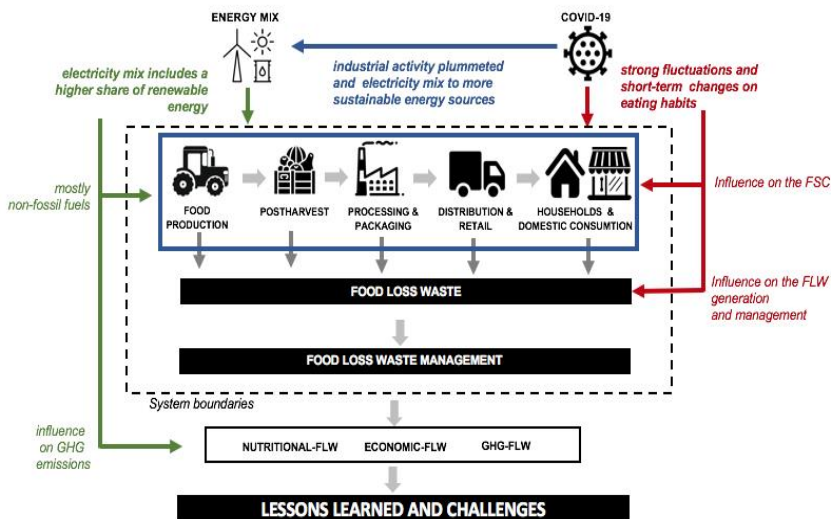 ENERGY MIX
COVID-19
electricity mix includes a
higher share of renewable
energy
industrial activity plummeted
and electricity mix to more
sustainable energy sources
strong fluctuations and
short-term changes on
eating habits
mostly
non-fossil fuels
FOOD
PRODUCTION
POSTHARVEST
PROCESSING &
PACKAGING
DISTRIBUTION &
RETAIL
HOUSEHOLDS &
DOMESTIC CONSUMTION
Influence on the FSC
FOOD LOSS WASTE
Influence on the FLW
generation
and management
FOOD LOSS WASTE MANAGEMENT
System boundaries
influence
on GHG
emissions
NUTRITIONAL-FLW ECONOMIC-FLW GHG-FLW
LESSONS LEARNED AND CHALLENGES